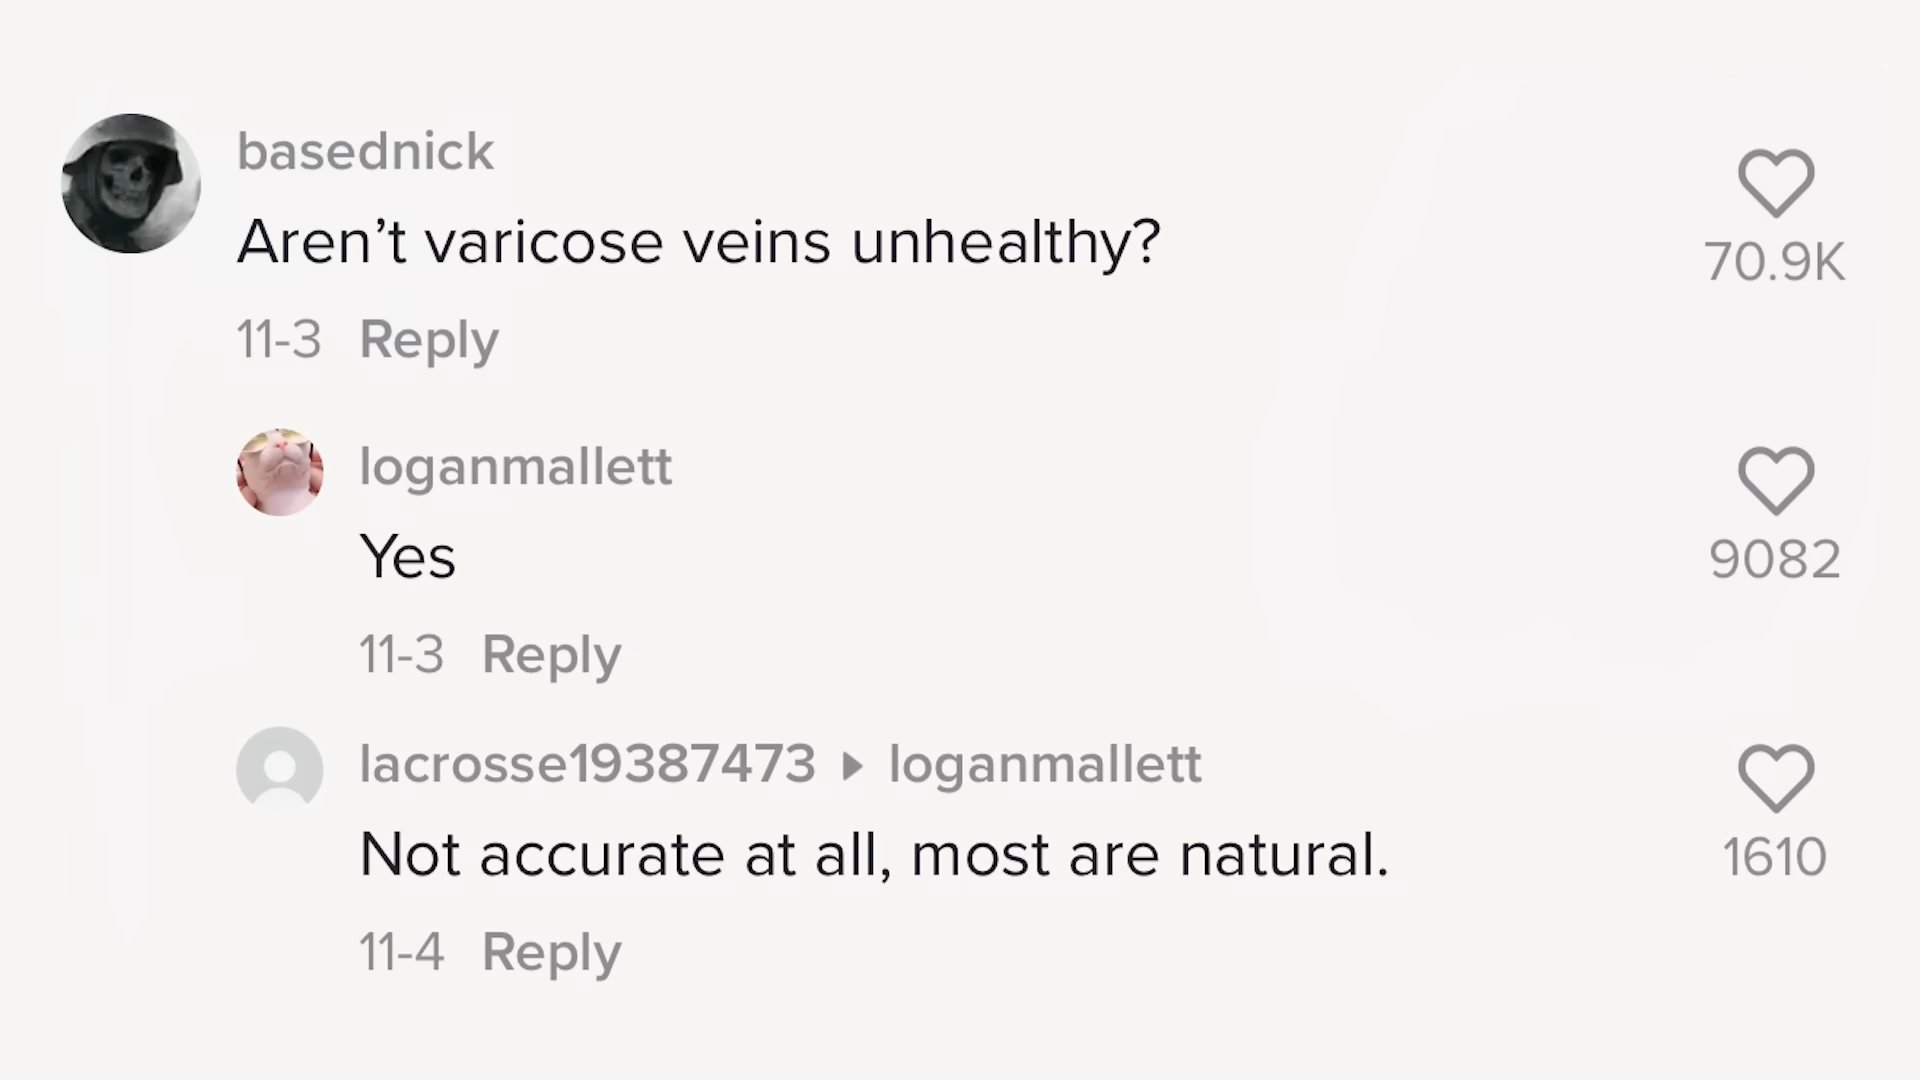 basednick
Aren’t varicose veins unhealthy?
70.9K
11-3 Reply
loganmallett
Yes
9082
11-3 Reply
lacrosse19387473 ▶ loganmallett
Not accurate at all, most are natural.
1610
11-4 Reply